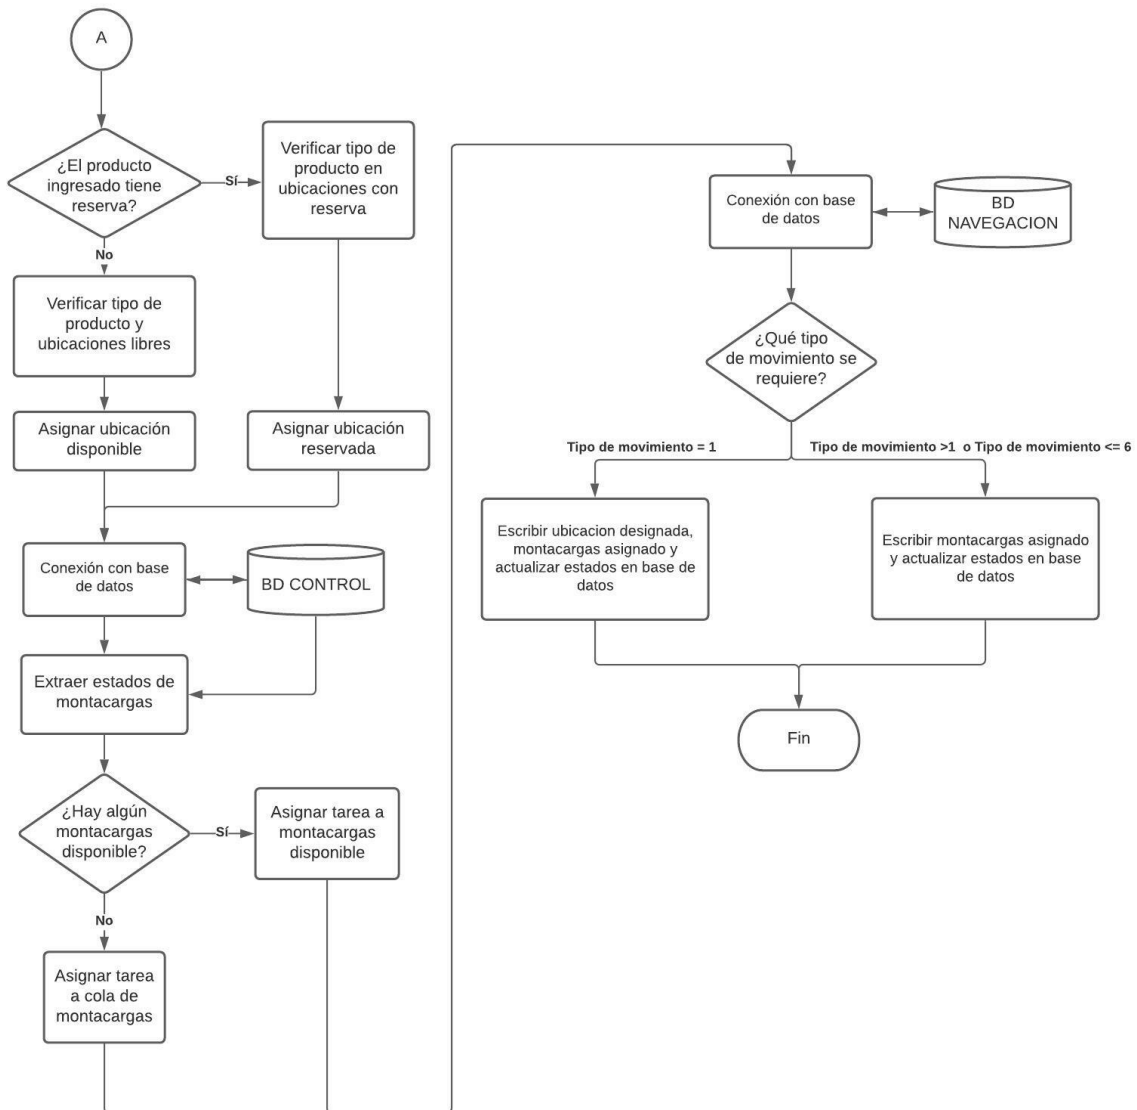 A
¿El producto
ingresado tiene
reserva?
Sí
Verificar tipo de
producto en
ubicaciones con
reserva
No
Verificar tipo de
producto y
ubicaciones libres
Asignar ubicación
disponible
Asignar ubicación
reservada
Conexión con base
de datos
BD CONTROL
Extraer estados de
montacargas
¿Hay algún
montacargas
disponible?
Sí
Asignar tarea a
montacargas
disponible
No
Asignar tarea
a cola de
montacargas
Conexión con base
de datos
BD
NAVEGACION
¿Qué tipo
de movimiento se
requiere?
Tipo de movimiento = 1
Tipo de movimiento >1 o Tipo de movimiento <= 6
Escribir ubicacion designada,
montacargas asignado y
actualizar estados en base de
datos
Escribir montacargas asignado
y actualizar estados en base
de datos
Fin